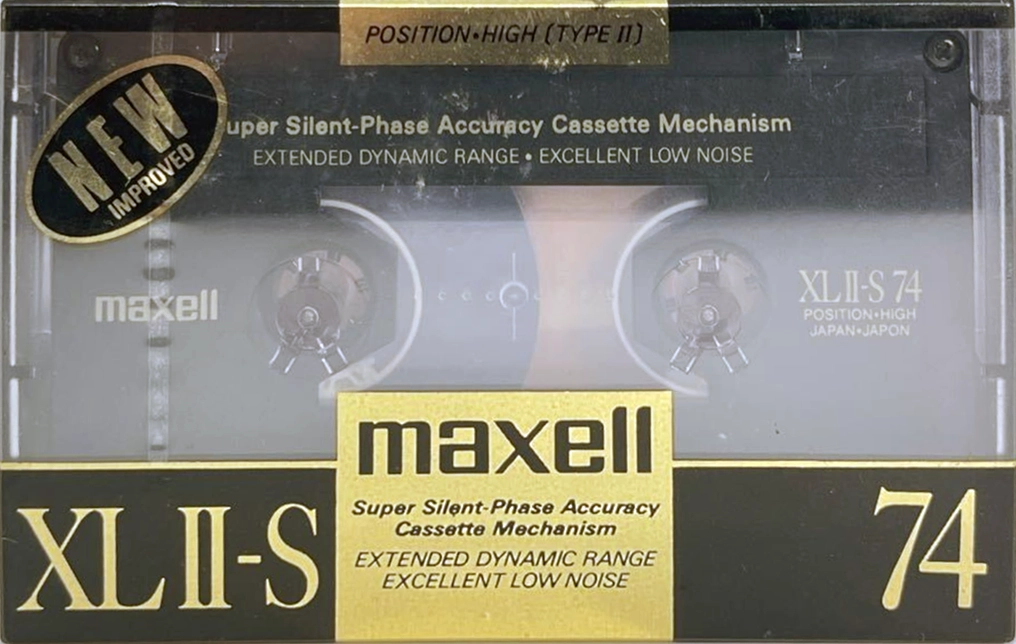 POSITION•HIGH (TYPE II)
NEW
IMPROVED
uper Silent-Phase Accuracy Cassette Mechanism
EXTENDED DYNAMIC RANGE • EXCELLENT LOW NOISE
maxell
XL II-S 74
POSITION•HIGH
JAPAN•JAPON
maxell
Super Silent-Phase Accuracy
Cassette Mechanism
EXTENDED DYNAMIC RANGE
EXCELLENT LOW NOISE
XL II-S
74